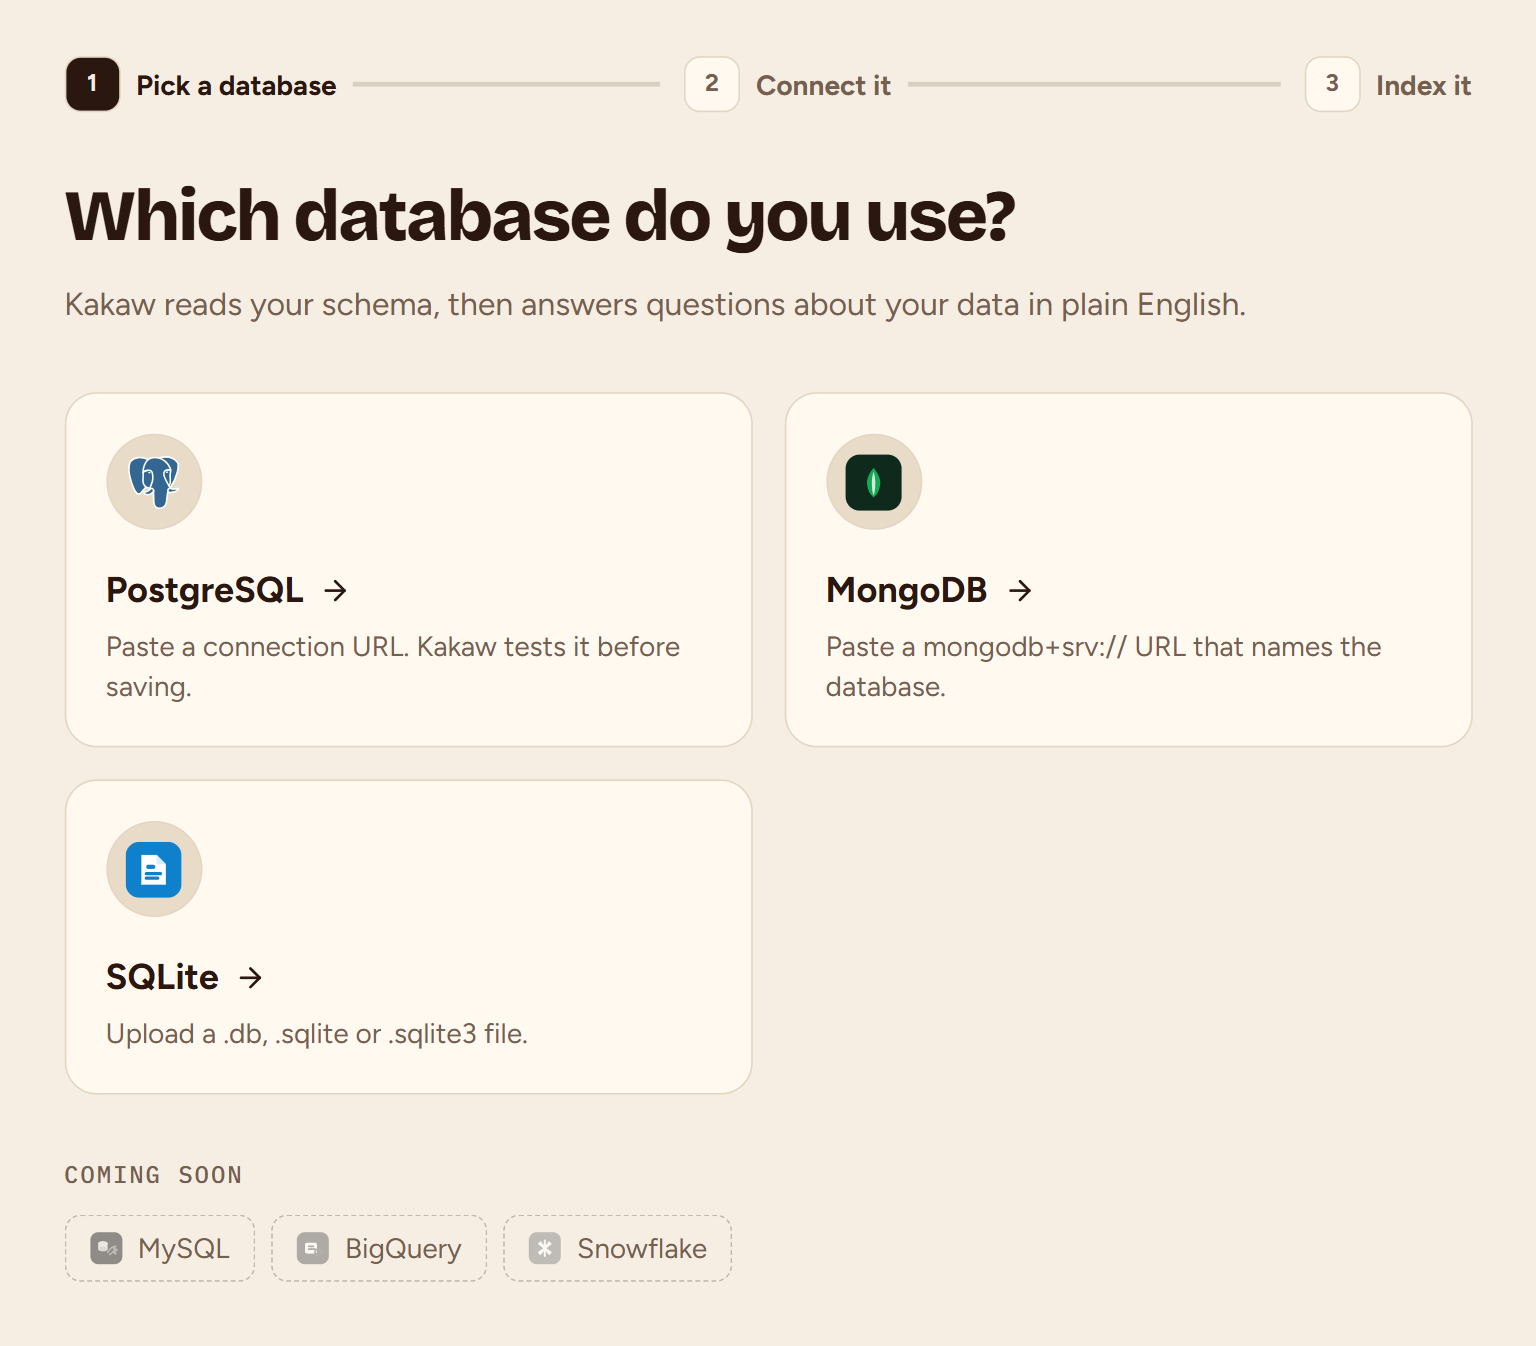 1 Pick a database
2 Connect it
3 Index it
Which database do you use?
Kakaw reads your schema, then answers questions about your data in plain English.
PostgreSQL →
Paste a connection URL. Kakaw tests it before
saving.
MongoDB →
Paste a mongodb+srv:// URL that names the
database.
SQLite →
Upload a .db, .sqlite or .sqlite3 file.
COMING SOON
MySQL
BigQuery
Snowflake